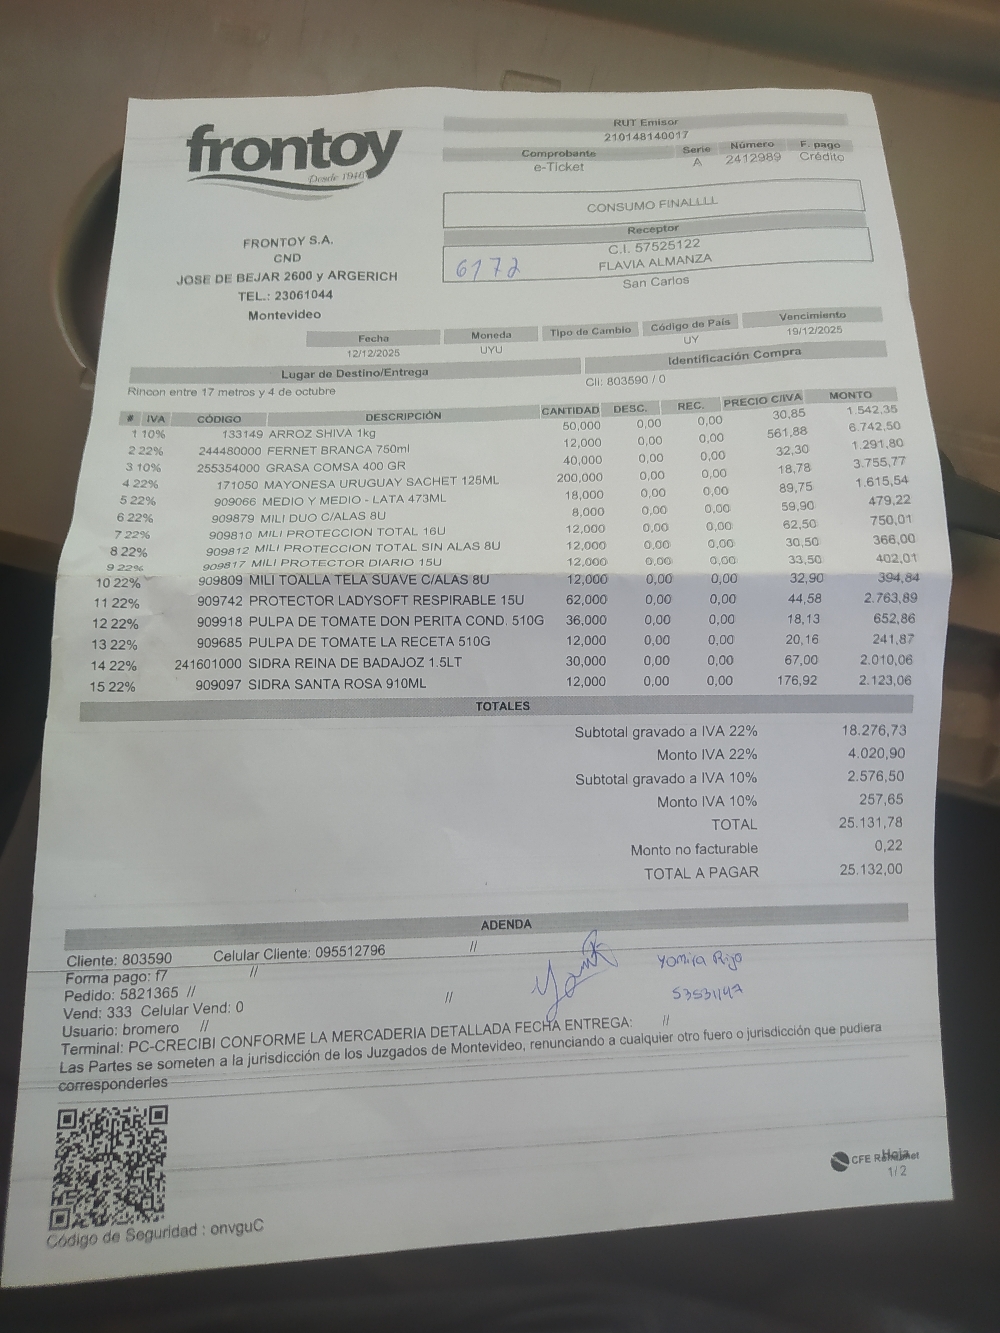 frontoy
Desde 1940
RUT Emisor
210148140017
Comprobante Serie Número F. pago
e-Ticket A 2412989 Crédito
CONSUMO FINALLLL
Receptor
C.I. 57525122
6172 FLAVIA ALMANZA
San Carlos
FRONTOY S.A.
CND
JOSE DE BEJAR 2600 y ARGERICH
TEL.: 23061044
Montevideo
Fecha Moneda Tipo de Cambio Código de País Vencimiento
12/12/2025 UYU UY 19/12/2025
Lugar de Destino/Entrega Identificación Compra
Rincon entre 17 metros y 4 de octubre Cli: 803590 / 0
# IVA CÓDIGO DESCRIPCIÓN CANTIDAD DESC. REC. PRECIO C/IVA MONTO
1 10% 133149 ARROZ SHIVA 1kg 50,000 0,00 0,00 30,85 1.542,35
2 22% 244480000 FERNET BRANCA 750ml 12,000 0,00 0,00 561,88 6.742,50
3 10% 255354000 GRASA COMSA 400 GR 40,000 0,00 0,00 32,30 1.291,80
4 22% 171050 MAYONESA URUGUAY SACHET 125ML 200,000 0,00 0,00 18,78 3.755,77
5 22% 909066 MEDIO Y MEDIO - LATA 473ML 18,000 0,00 0,00 89,75 1.615,54
6 22% 909879 MILI DUO C/ALAS 8U 8,000 0,00 0,00 59,90 479,22
7 22% 909810 MILI PROTECCION TOTAL 16U 12,000 0,00 0,00 62,50 750,01
8 22% 909812 MILI PROTECCION TOTAL SIN ALAS 8U 12,000 0,00 0,00 30,50 366,00
9 22% 909817 MILI PROTECTOR DIARIO 15U 12,000 0,00 0,00 33,50 402,01
10 22% 909809 MILI TOALLA TELA SUAVE C/ALAS 8U 12,000 0,00 0,00 32,90 394,84
11 22% 909742 PROTECTOR LADYSOFT RESPIRABLE 15U 62,000 0,00 0,00 44,58 2.763,89
12 22% 909918 PULPA DE TOMATE DON PERITA COND. 510G 36,000 0,00 0,00 18,13 652,86
13 22% 909685 PULPA DE TOMATE LA RECETA 510G 12,000 0,00 0,00 20,16 241,87
14 22% 241601000 SIDRA REINA DE BADAJOZ 1.5LT 30,000 0,00 0,00 67,00 2.010,06
15 22% 909097 SIDRA SANTA ROSA 910ML 12,000 0,00 0,00 176,92 2.123,06
TOTALES
Subtotal gravado a IVA 22% 18.276,73
Monto IVA 22% 4.020,90
Subtotal gravado a IVA 10% 2.576,50
Monto IVA 10% 257,65
TOTAL 25.131,78
Monto no facturable 0,22
TOTAL A PAGAR 25.132,00
ADENDA
Cliente: 803590 Celular Cliente: 095512796 //
Forma pago: f7 //
Pedido: 5821365 //
Vend: 333 Celular Vend: 0 //
Usuario: bromero //
Terminal: PC-CRECIBI CONFORME LA MERCADERIA DETALLADA FECHA ENTREGA: //
Las Partes se someten a la jurisdicción de los Juzgados de Montevideo, renunciando a cualquier otro fuero o jurisdicción que pudiera
corresponderles
Yamira Rijo
Código de Seguridad : onvguC
CFE
Hoja
1/2